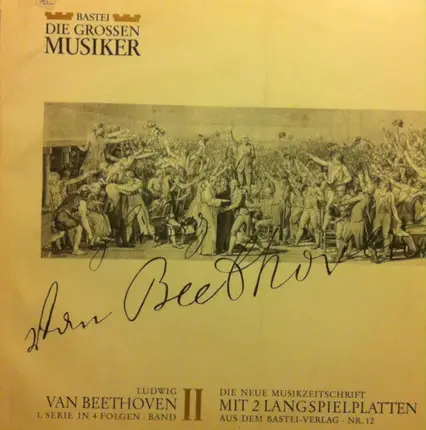 BASTEI
DIE GROSSEN
MUSIKER
van Beethoven
LUDWIG
VAN BEETHOVEN
1. SERIE IN 4 FOLGEN · BAND
II
DIE NEUE MUSIKZEITSCHRIFT
MIT 2 LANGSPIELPLATTEN
AUS DEM BASTEI-VERLAG · NR. 12